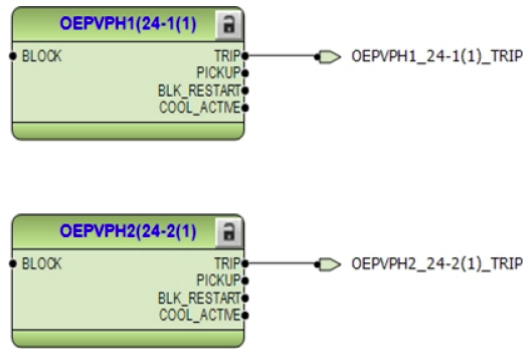 OEPVPH1(24-1(1)
BLOCK TRIP OEPVPH1_24-1(1)_TRIP
PICKUP
BLK_RESTART
COOL_ACTIVE
OEPVPH2(24-2(1)
BLOCK TRIP OEPVPH2_24-2(1)_TRIP
PICKUP
BLK_RESTART
COOL_ACTIVE